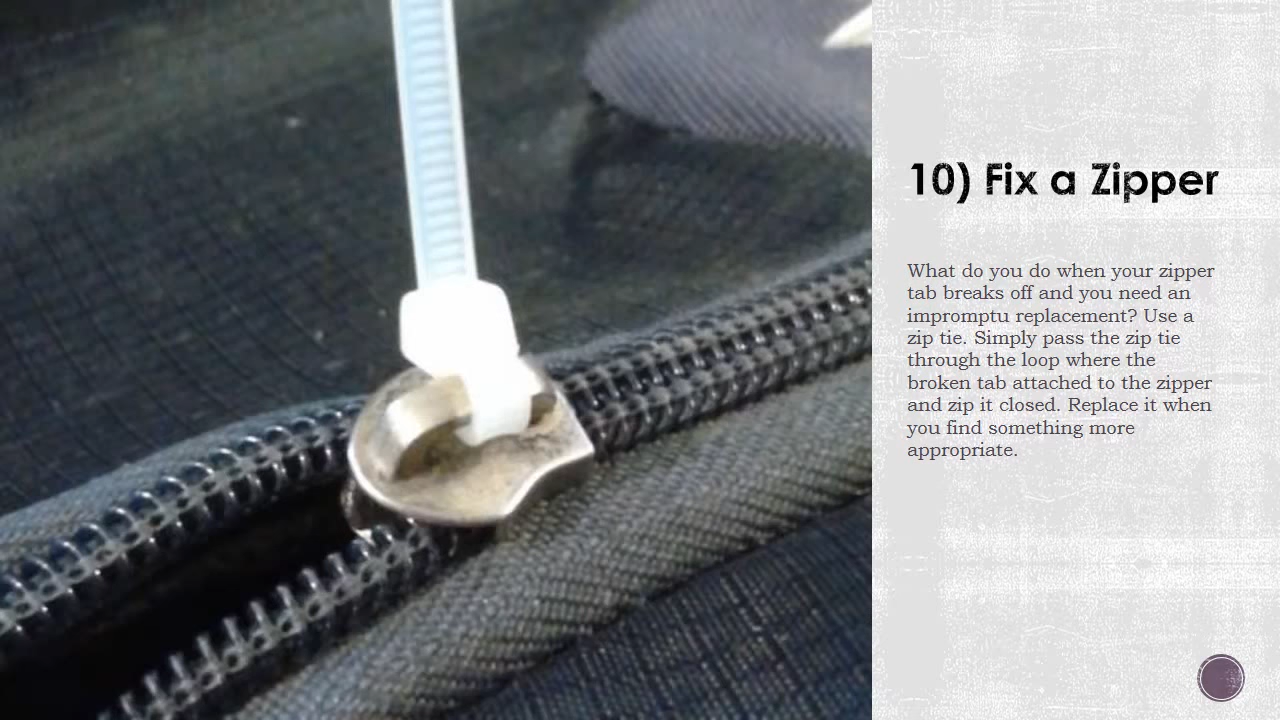 10) Fix a Zipper
What do you do when your zipper
tab breaks off and you need an
impromptu replacement? Use a
zip tie. Simply pass the zip tie
through the loop where the
broken tab attached to the zipper
and zip it closed. Replace it when
you find something more
appropriate.